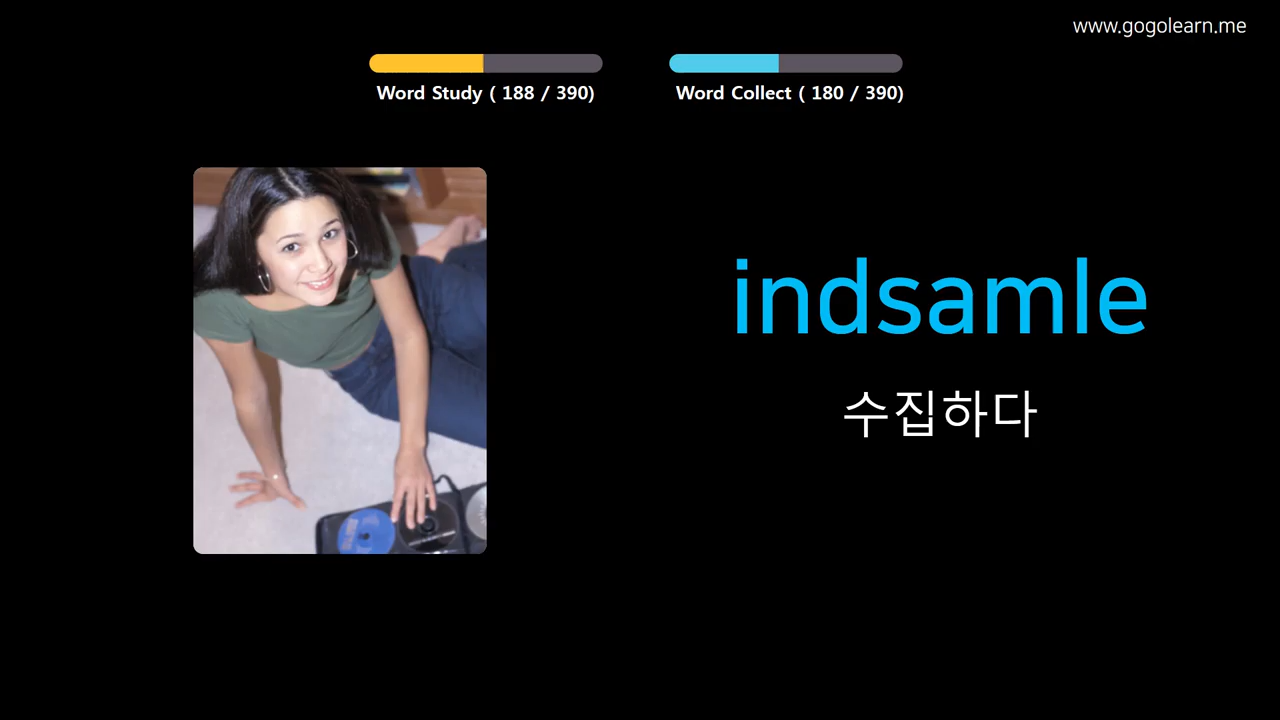 www.gogolearn.me
Word Study ( 188 / 390)
Word Collect ( 180 / 390)
indsamle
수집하다